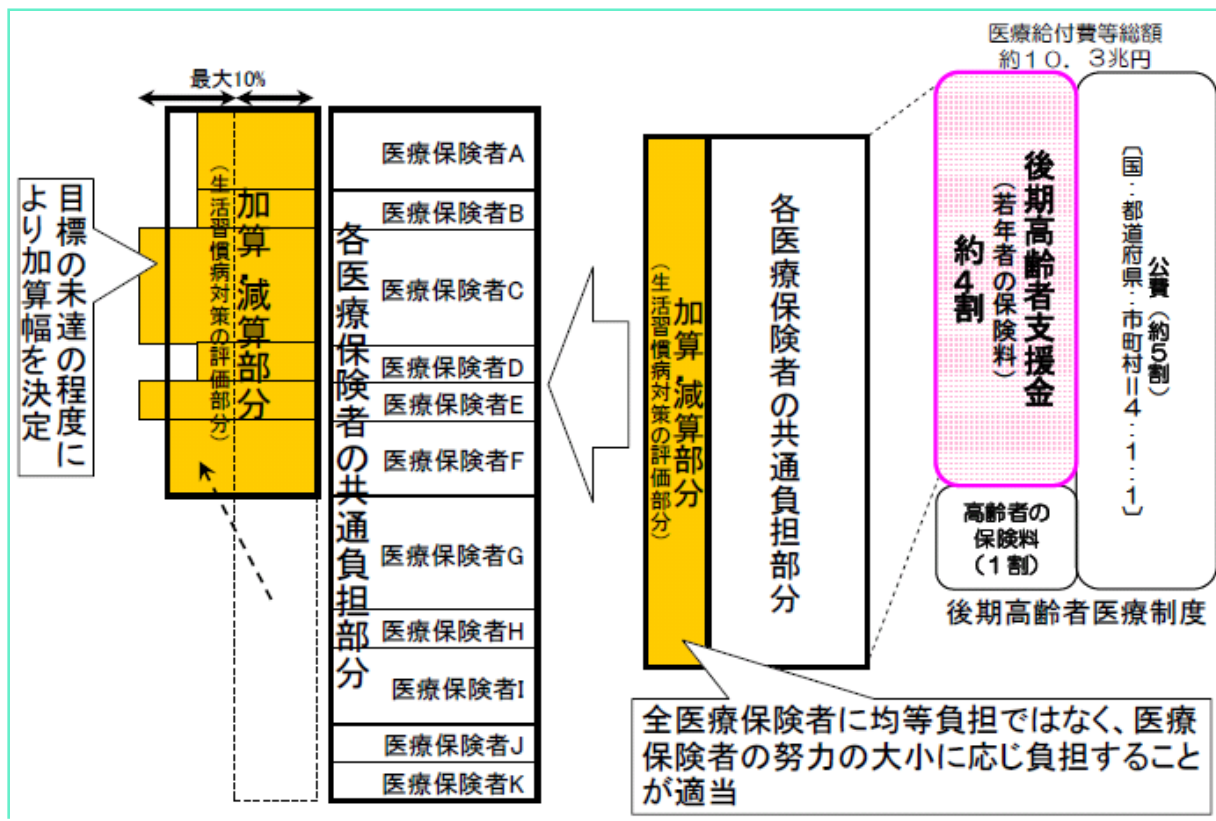 医療給付費等総額
約10.3兆円
最大10%
目標の未達の程度に
より加算幅を決定
加算・減算部分
(生活習慣病対策の評価部分)
各医療保険者の共通負担部分
医療保険者A
医療保険者B
医療保険者C
医療保険者D
医療保険者E
医療保険者F
医療保険者G
医療保険者H
医療保険者I
医療保険者J
医療保険者K
各医療保険者の共通負担部分
加算・減算部分
(生活習慣病対策の評価部分)
後期高齢者支援金
(若年者の保険料)
約4割
公費(約5割)
〔国:都道府県:市町村=4:1:1〕
高齢者の
保険料
(1割)
後期高齢者医療制度
全医療保険者に均等負担ではなく、医療
保険者の努力の大小に応じ負担すること
が適当